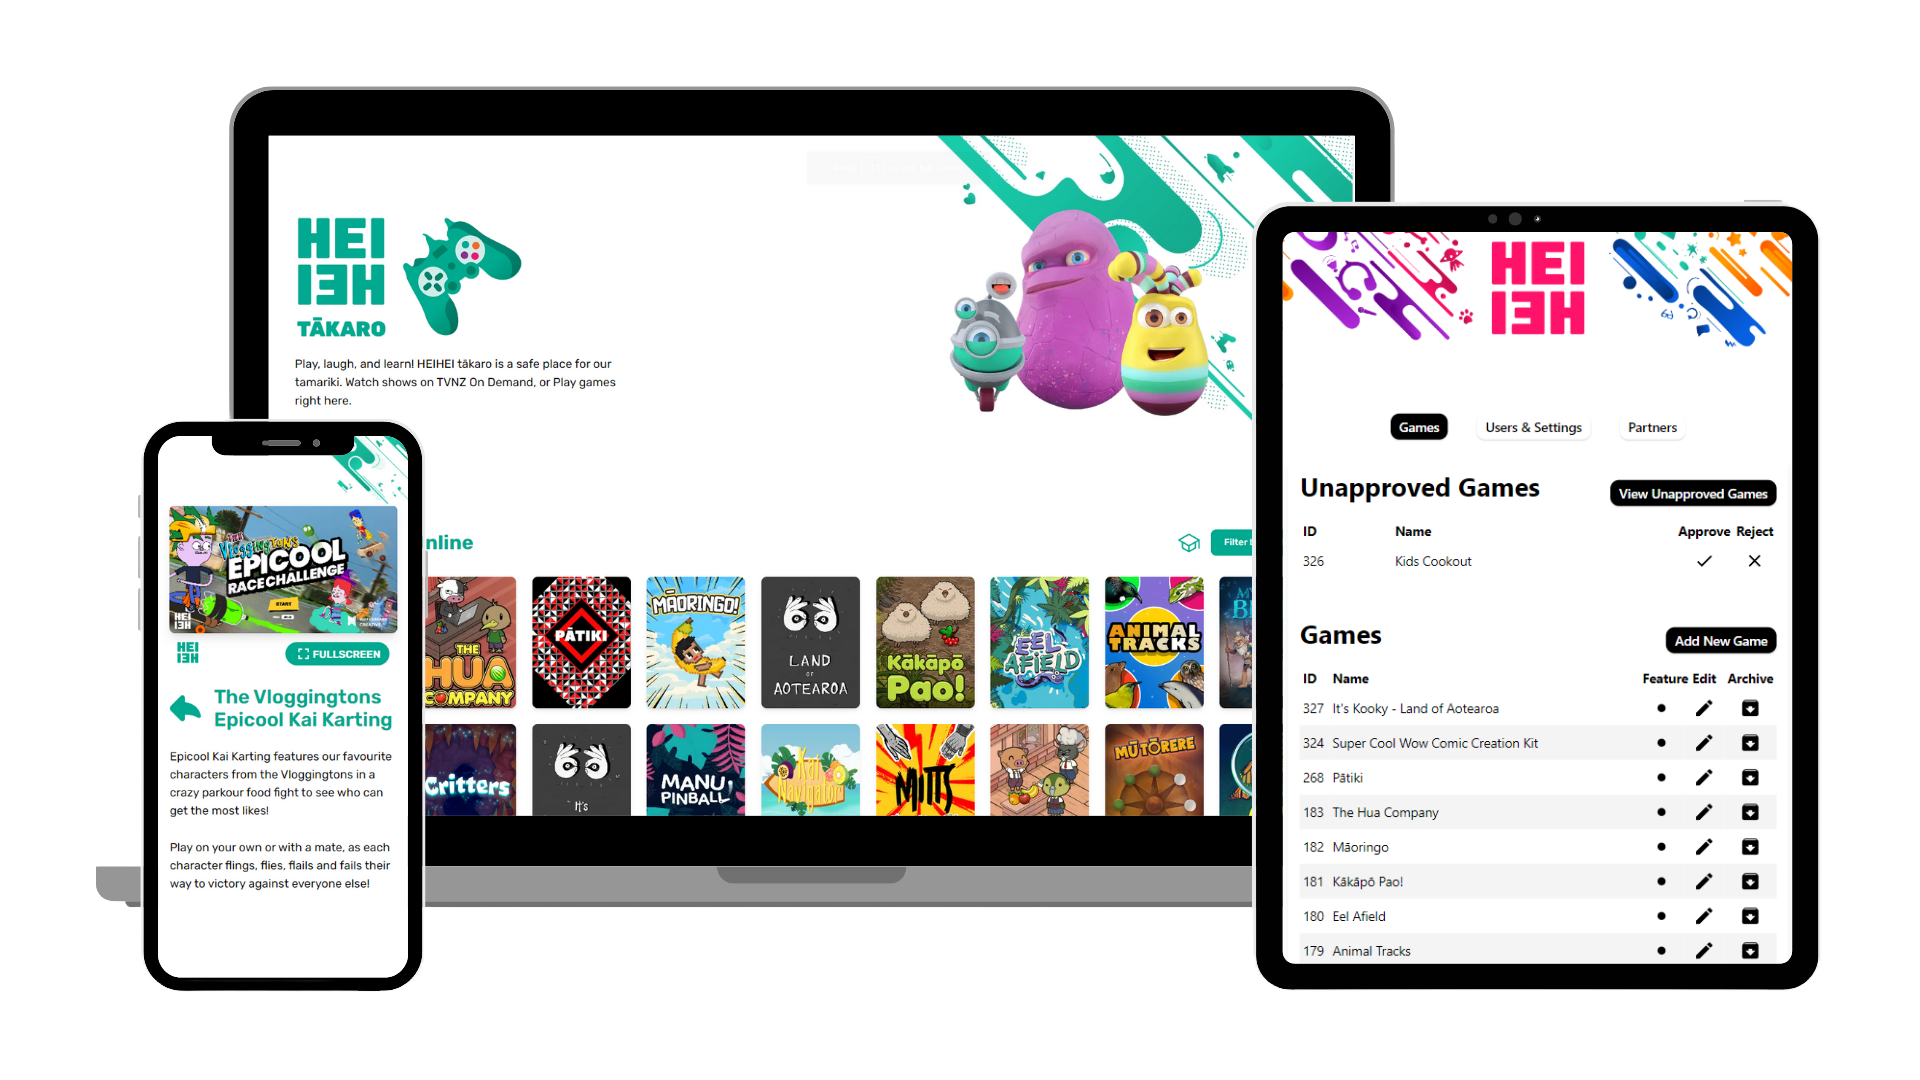 HEI
HEI
TĀKARO
Play, laugh, and learn! HEIHEI tākaro is a safe place for our
tamariki. Watch shows on TVNZ On Demand, or Play games
right here.
nline
Filter
THE
HUA
COMPANY
PĀTIKI
MĀORINGO!
LAND
OF
AOTEAROA
Kākāpō
Pao!
EEL
AFIELD
ANIMAL
TRACKS
Critters
It's
MANU
PINBALL
Kai
Navigator
MITTS
MŪ TŌRERE
THE
Vloggingtons
EPICOOL
RACE CHALLENGE
START
HEI
HEI
HEI
HEI
FULLSCREEN
The Vloggingtons
Epicool Kai Karting
Epicool Kai Karting features our favourite
characters from the Vloggingtons in a
crazy parkour food fight to see who can
get the most likes!
Play on your own or with a mate, as each
character flings, flies, flails and fails their
way to victory against everyone else!
HEI
HEI
Games Users & Settings Partners
Unapproved Games View Unapproved Games
ID Name Approve Reject
326 Kids Cookout
Games Add New Game
ID Name Feature Edit Archive
327 It's Kooky - Land of Aotearoa
324 Super Cool Wow Comic Creation Kit
268 Pātiki
183 The Hua Company
182 Māoringo
181 Kākāpō Pao!
180 Eel Afield
179 Animal Tracks